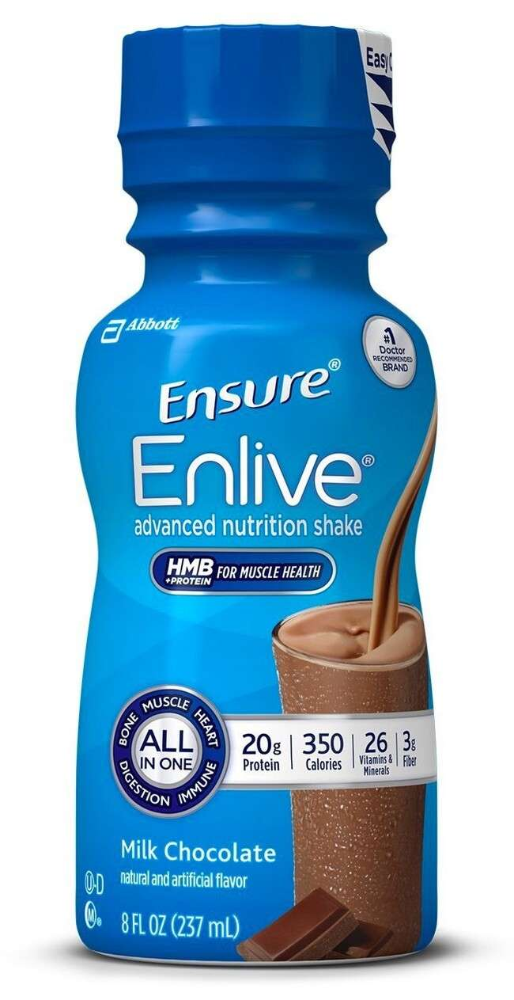 Easy
Abbott
#1
Doctor
RECOMMENDED
BRAND
Ensure®
Enlive®
advanced nutrition shake
HMB
+PROTEIN
FOR MUSCLE HEALTH
BONE MUSCLE HEART
DIGESTION IMMUNE
ALL
IN ONE
20g
Protein
350
Calories
26
Vitamins &
Minerals
3g
Fiber
Milk Chocolate
natural and artificial flavor
U-D
M
8 FL OZ (237 mL)